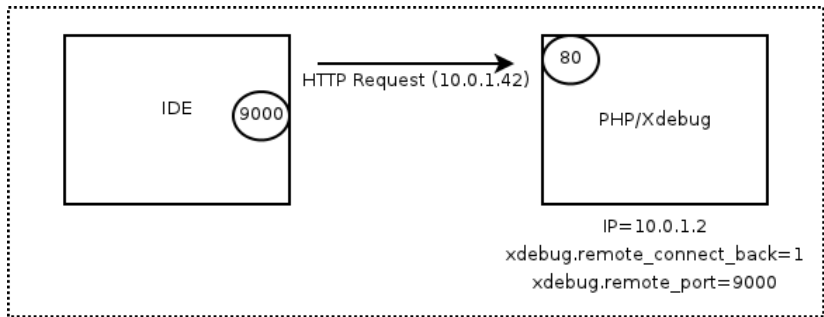 IDE
9000
HTTP Request (10.0.1.42)
80
PHP/Xdebug
IP=10.0.1.2
xdebug.remote_connect_back=1
xdebug.remote_port=9000